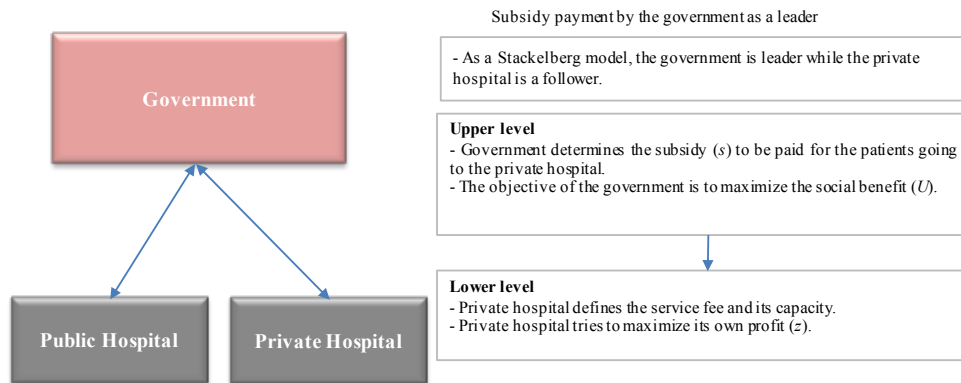 Subsidy payment by the government as a leader
- As a Stackelberg model, the government is leader while the private
hospital is a follower.
Government
Upper level
- Government determines the subsidy (s) to be paid for the patients going
to the private hospital.
- The objective of the government is to maximize the social benefit (U).
Lower level
- Private hospital defines the service fee and its capacity.
- Private hospital tries to maximize its own profit (z).
Public Hospital
Private Hospital